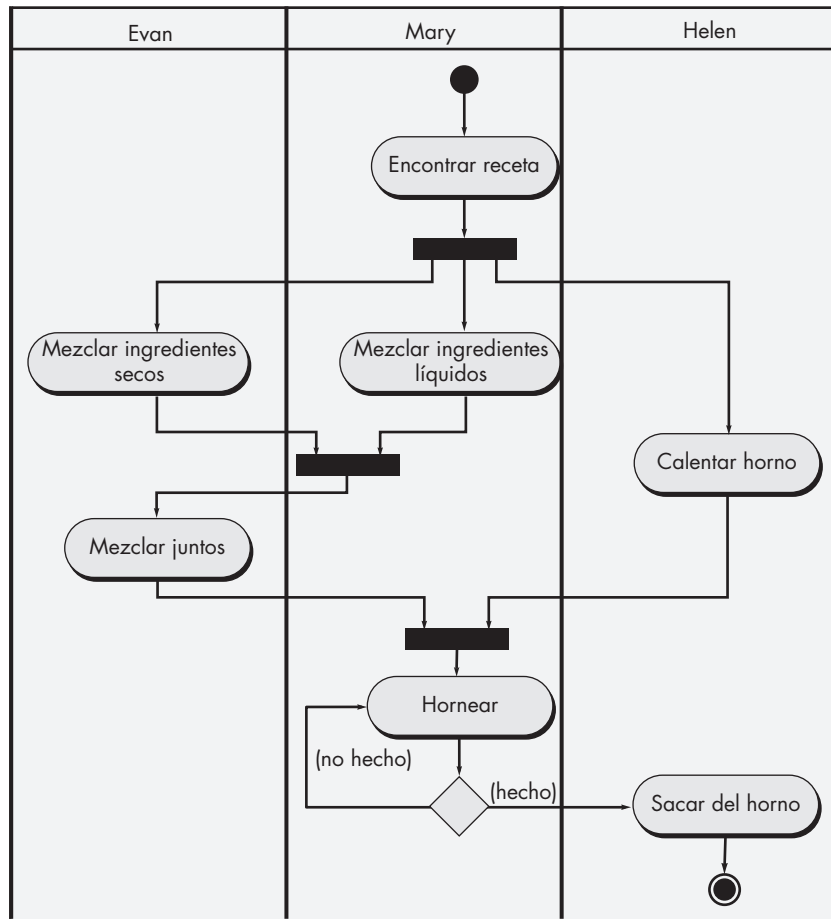 Evan
Mary
Helen
Encontrar receta
Mezclar ingredientes
secos
Mezclar ingredientes
líquidos
Calentar horno
Mezclar juntos
Hornear
(no hecho)
(hecho)
Sacar del horno